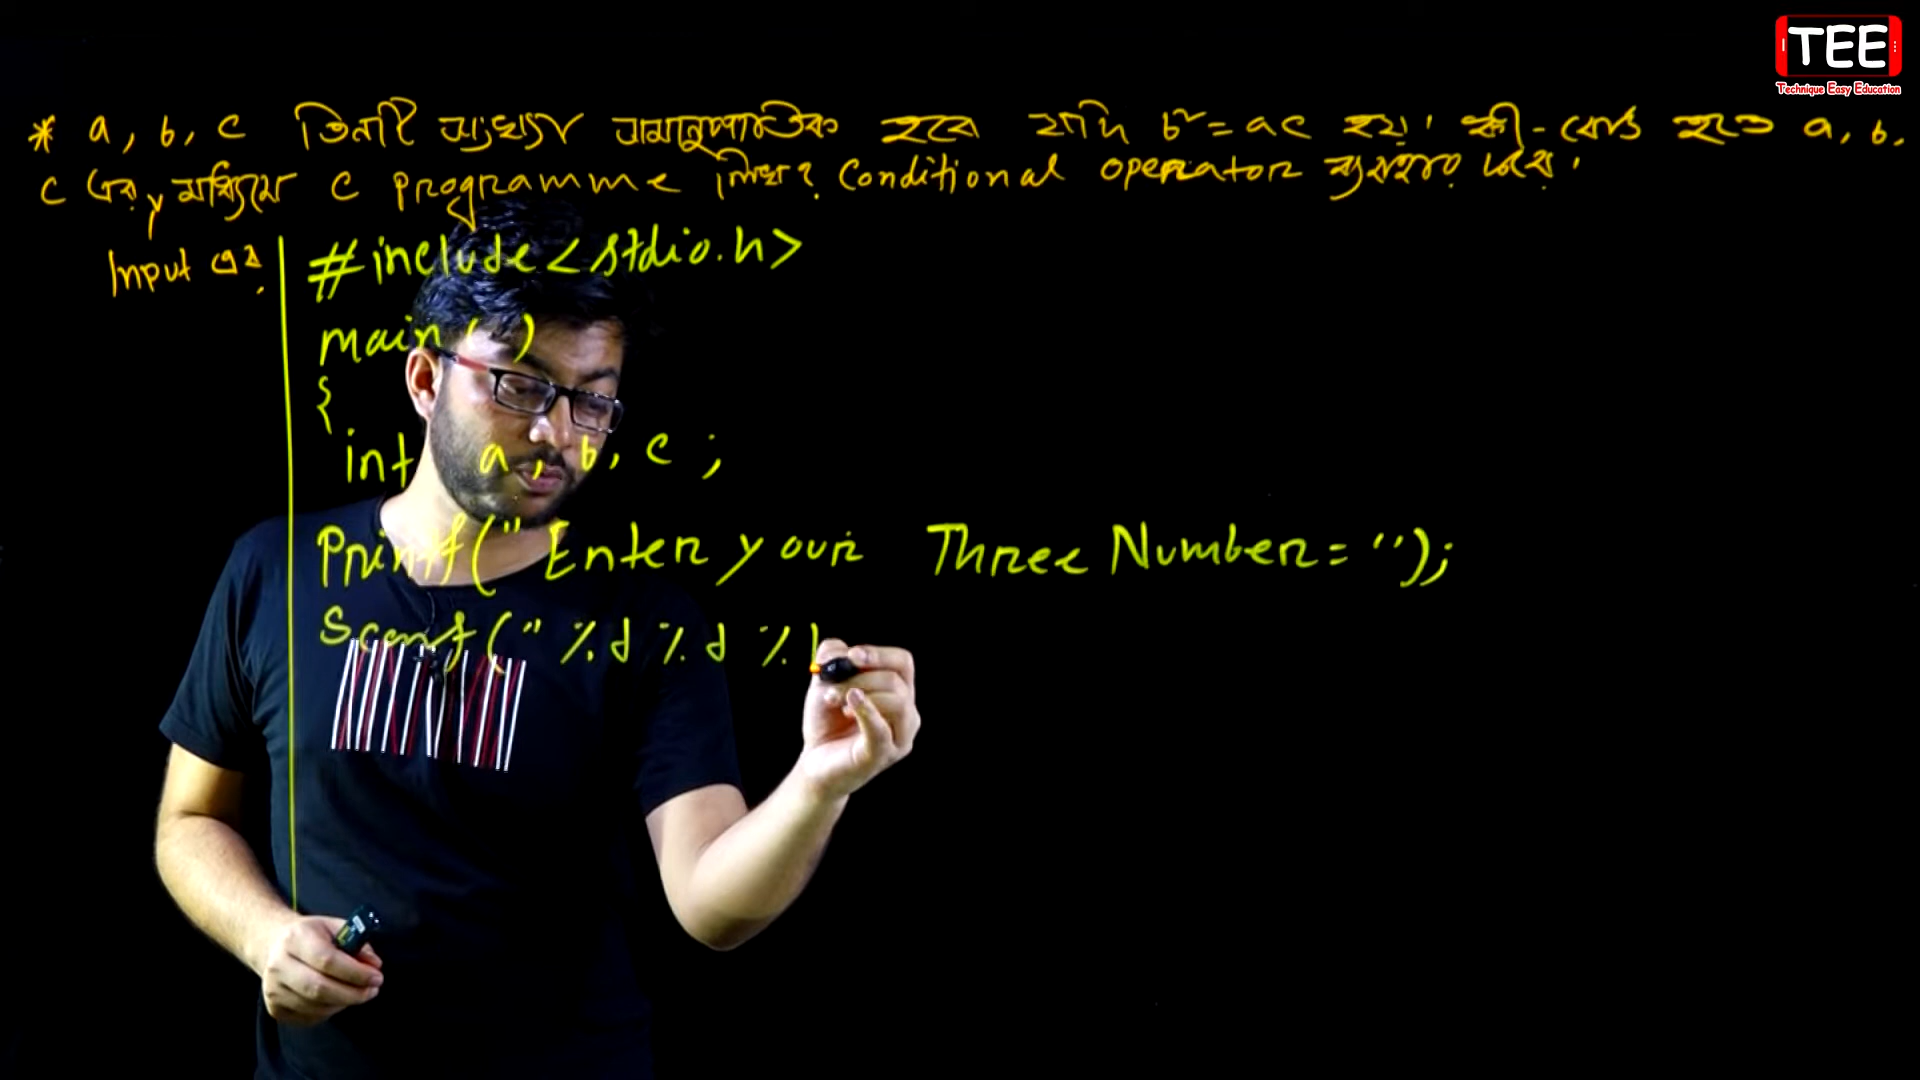 TEE
Technique Easy Education
* a, b, c তিনটি সংখ্যার সমানুপাতিক হবে যদি b² = ac হয়। কী-বোর্ড হতে a, b,
c এর মাধ্যমে C programme লিখ? Conditional operator ব্যবহার করে।
Input এর
#include<stdio.h>
main( )
{
int a, b, c ;
Printf("Enter your Three Number= ");
Scanf(" %d %d %